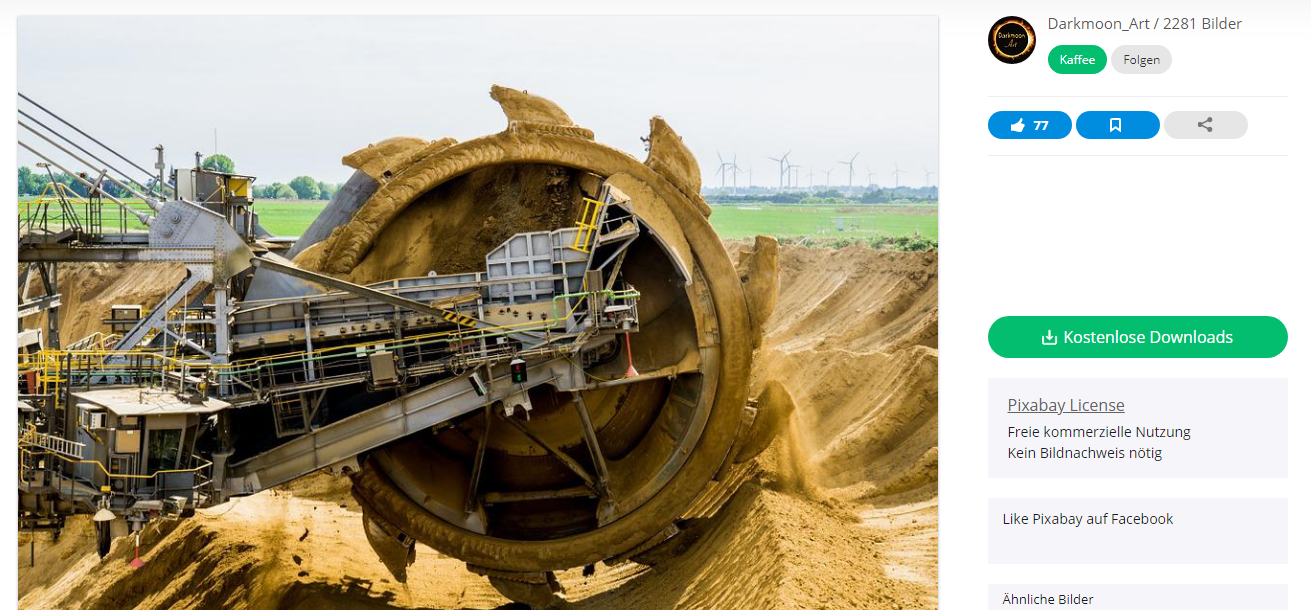 Darkmoon_Art / 2281 Bilder
Darkmoon
Art
Kaffee
Folgen
77
Kostenlose Downloads
Pixabay License
Freie kommerzielle Nutzung
Kein Bildnachweis nötig
Like Pixabay auf Facebook
Ähnliche Bilder